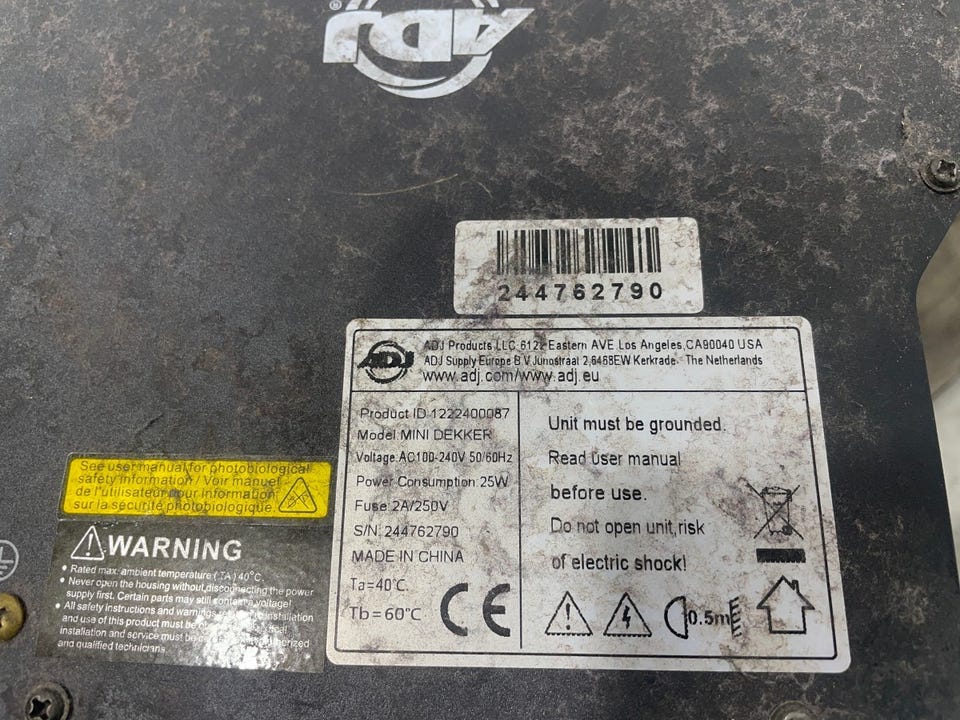 ADJ®
244762790
ADJ
ADJ Products LLC, Eastern AVE Los Angeles,CA90040 USA
ADJ Supply Europe B V Junostraat 2,6468EW Kerkrade. The Netherlands
www.adj.com/www.adj.eu
Product ID 1222400087
Model MINI DEKKER
Voltage AC100-240V 50/60Hz
Power Consumption 25W
Fuse 2A/250V
S/N: 244762790
MADE IN CHINA
Ta=40℃
Tb=60℃
CE
Unit must be grounded.
Read user manual
before use.
Do not open unit,risk
of electric shock!
0.5m
See user manual for photobiological
safety information / Voir manuel
de l'utilisateur pour information
sur la sécurité photobiologique.
WARNING
• Rated max. ambient temperature (TA) 40°C.
• Never open the housing without disconnecting the power
supply first. Certain parts may still contain voltage!
• All safety instructions and warnings installation
and use of this product must be
installation and service must be authorized
and qualified technicians.